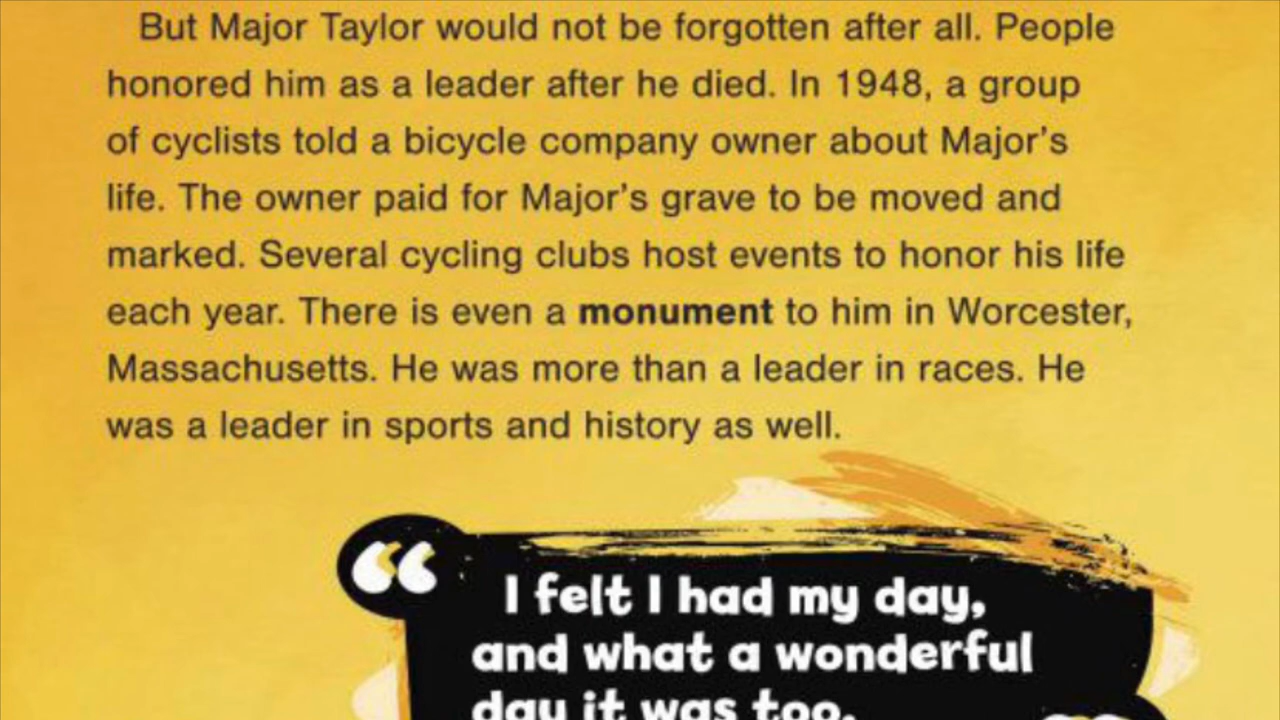 But Major Taylor would not be forgotten after all. People
honored him as a leader after he died. In 1948, a group
of cyclists told a bicycle company owner about Major's
life. The owner paid for Major's grave to be moved and
marked. Several cycling clubs host events to honor his life
each year. There is even a monument to him in Worcester,
Massachusetts. He was more than a leader in races. He
was a leader in sports and history as well.
“ I felt I had my day,
and what a wonderful
day it was too. ”